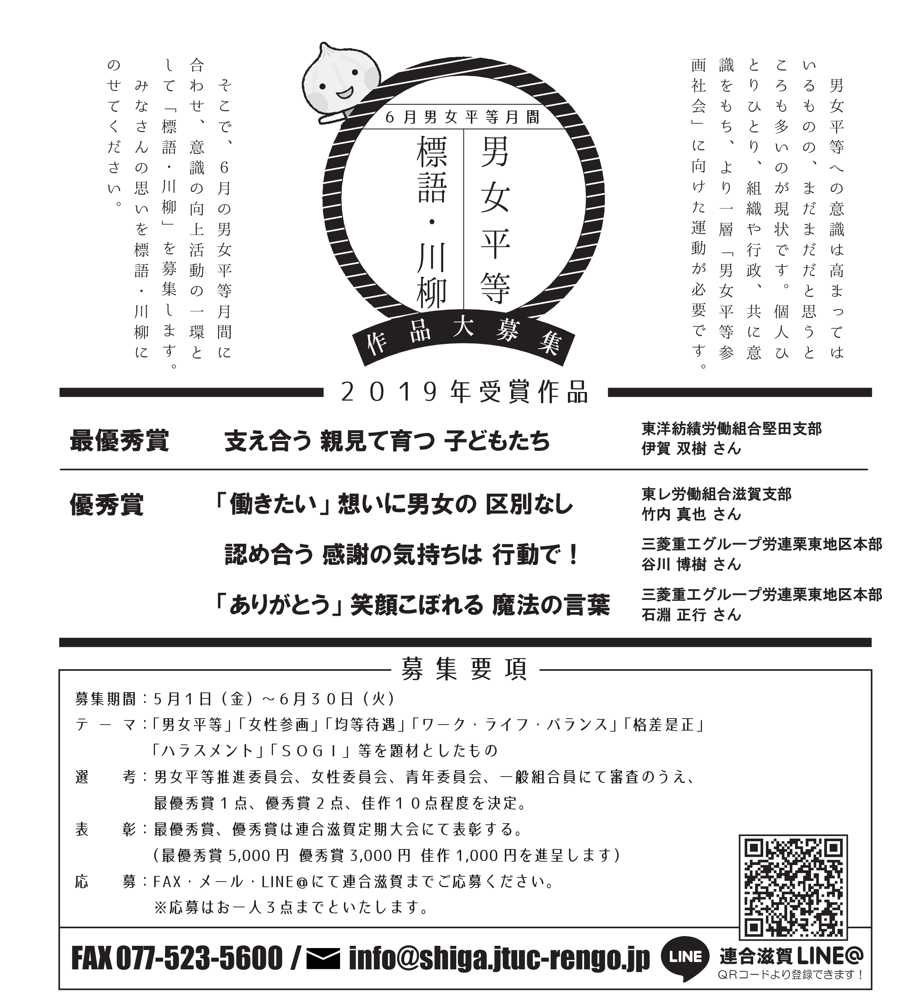 男女平等への意識は高まっては
いるものの、まだまだだと思うと
ころも多いのが現状です。個人ひ
とりひとり、組織や行政、共に意
識をもち、より一層「男女平等参
画社会」に向けた運動が必要です。
6月男女平等月間
男女平等
標語・川柳
作品大募集
そこで、6月の男女平等月間に
合わせ、意識の向上活動の一環と
して「標語・川柳」を募集します。
みなさんの思いを標語・川柳に
のせてください。
2019年受賞作品
最優秀賞 支え合う 親見て育つ 子どもたち
東洋紡績労働組合堅田支部
伊賀 双樹 さん
優秀賞 「働きたい」想いに男女の 区別なし
東レ労働組合滋賀支部
竹内 真也 さん
認め合う 感謝の気持ちは 行動で！
三菱重工グループ労連栗東地区本部
谷川 博樹 さん
「ありがとう」笑顔こぼれる 魔法の言葉
三菱重工グループ労連栗東地区本部
石淵 正行 さん
募集要項
募集期間：5月1日（金）～6月30日（火）
テーマ：「男女平等」「女性参画」「均等待遇」「ワーク・ライフ・バランス」「格差是正」
「ハラスメント」「SOGI」等を題材としたもの
選考：男女平等推進委員会、女性委員会、青年委員会、一般組合員にて審査のうえ、
最優秀賞1点、優秀賞2点、佳作10点程度を決定。
表彰：最優秀賞、優秀賞は連合滋賀定期大会にて表彰する。
（最優秀賞5,000円 優秀賞3,000円 佳作1,000円を進呈します）
応募：FAX・メール・LINE@にて連合滋賀までご応募ください。
※応募はお一人3点までといたします。
FAX 077-523-5600 / info@shiga.jtuc-rengo.jp
LINE
連合滋賀 LINE@
QRコードより登録できます！